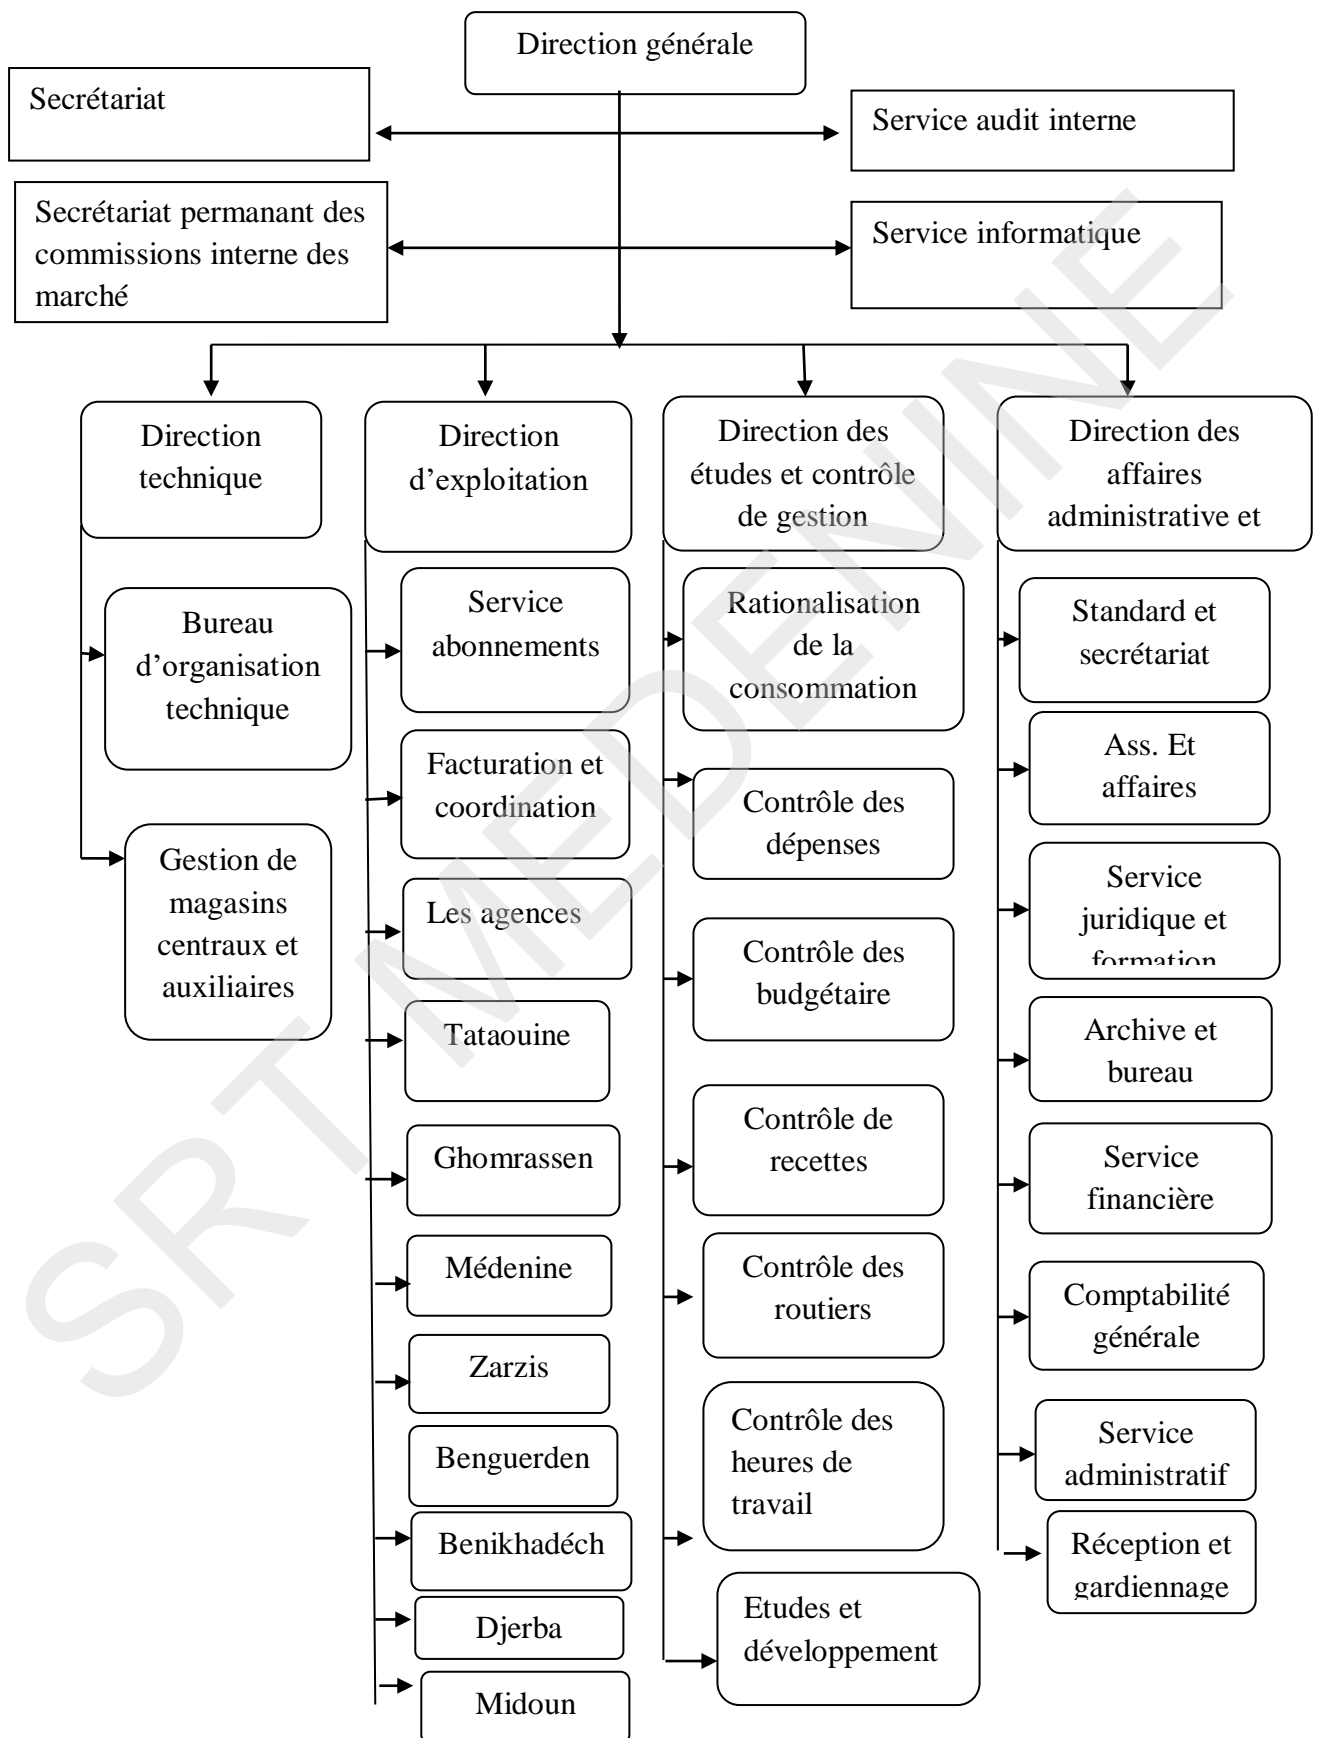 Direction générale
Secrétariat
Service audit interne
Secrétariat permanant des
commissions interne des
marché
Service informatique
Direction
technique
Bureau
d’organisation
technique
Gestion de
magasins
centraux et
auxiliaires
Direction
d’exploitation
Service
abonnements
Facturation et
coordination
Les agences
Tataouine
Ghomrassen
Médenine
Zarzis
Benguerden
Benikhadéch
Djerba
Midoun
Direction des
études et contrôle
de gestion
Rationalisation
de la
consommation
Contrôle des
dépenses
Contrôle des
budgétaire
Contrôle de
recettes
Contrôle des
routiers
Contrôle des
heures de
travail
Etudes et
développement
Direction des
affaires
administrative et
Standard et
secrétariat
Ass. Et
affaires
Service
juridique et
formation
Archive et
bureau
Service
financière
Comptabilité
générale
Service
administratif
Réception et
gardiennage
SRT MEDENINE